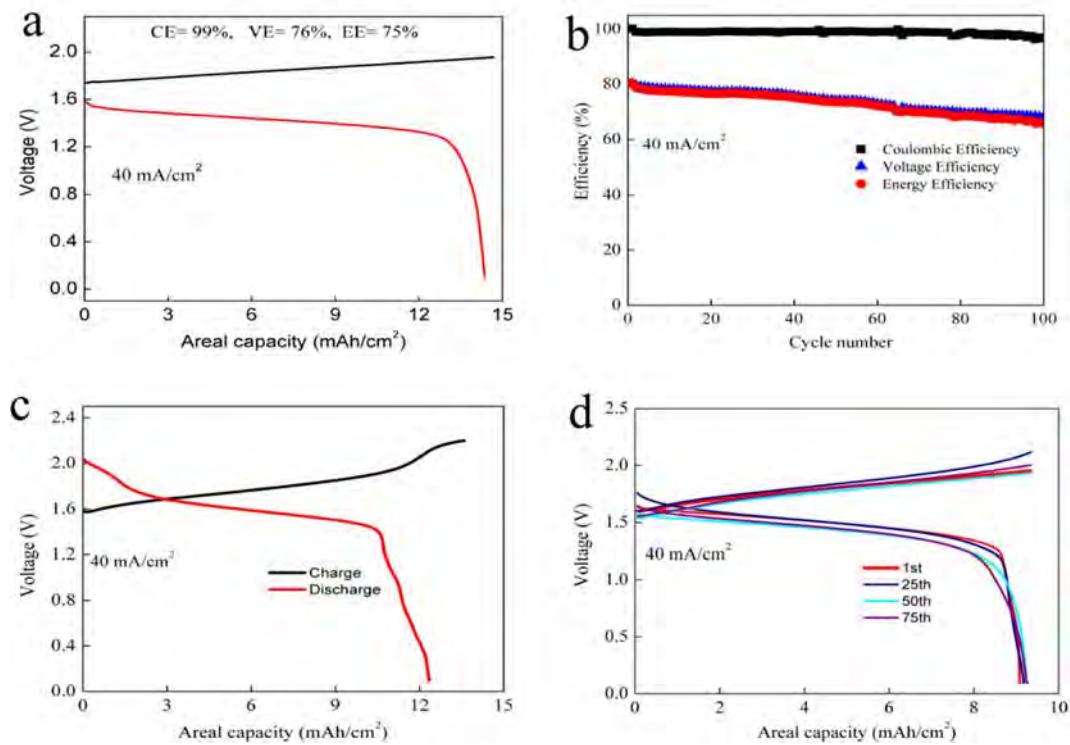 a
CE= 99%, VE= 76%, EE= 75%
2.0
1.6
1.2
0.8
0.4
0.0
Voltage (V)
40 mA/cm²
0 3 6 9 12 15
Areal capacity (mAh/cm²)
b
100
80
60
40
20
0
Efficiency (%)
40 mA/cm²
Coulombic Efficiency
Voltage Efficiency
Energy Efficiency
0 20 40 60 80 100
Cycle number
c
2.4
2.0
1.6
1.2
0.8
0.4
0.0
Voltage (V)
40 mA/cm²
Charge
Discharge
0 3 6 9 12 15
Areal capacity (mAh/cm²)
d
2.5
2.0
1.5
1.0
0.5
0.0
Voltage (V)
40 mA/cm²
1st
25th
50th
75th
0 2 4 6 8 10
Areal capacity (mAh/cm²)